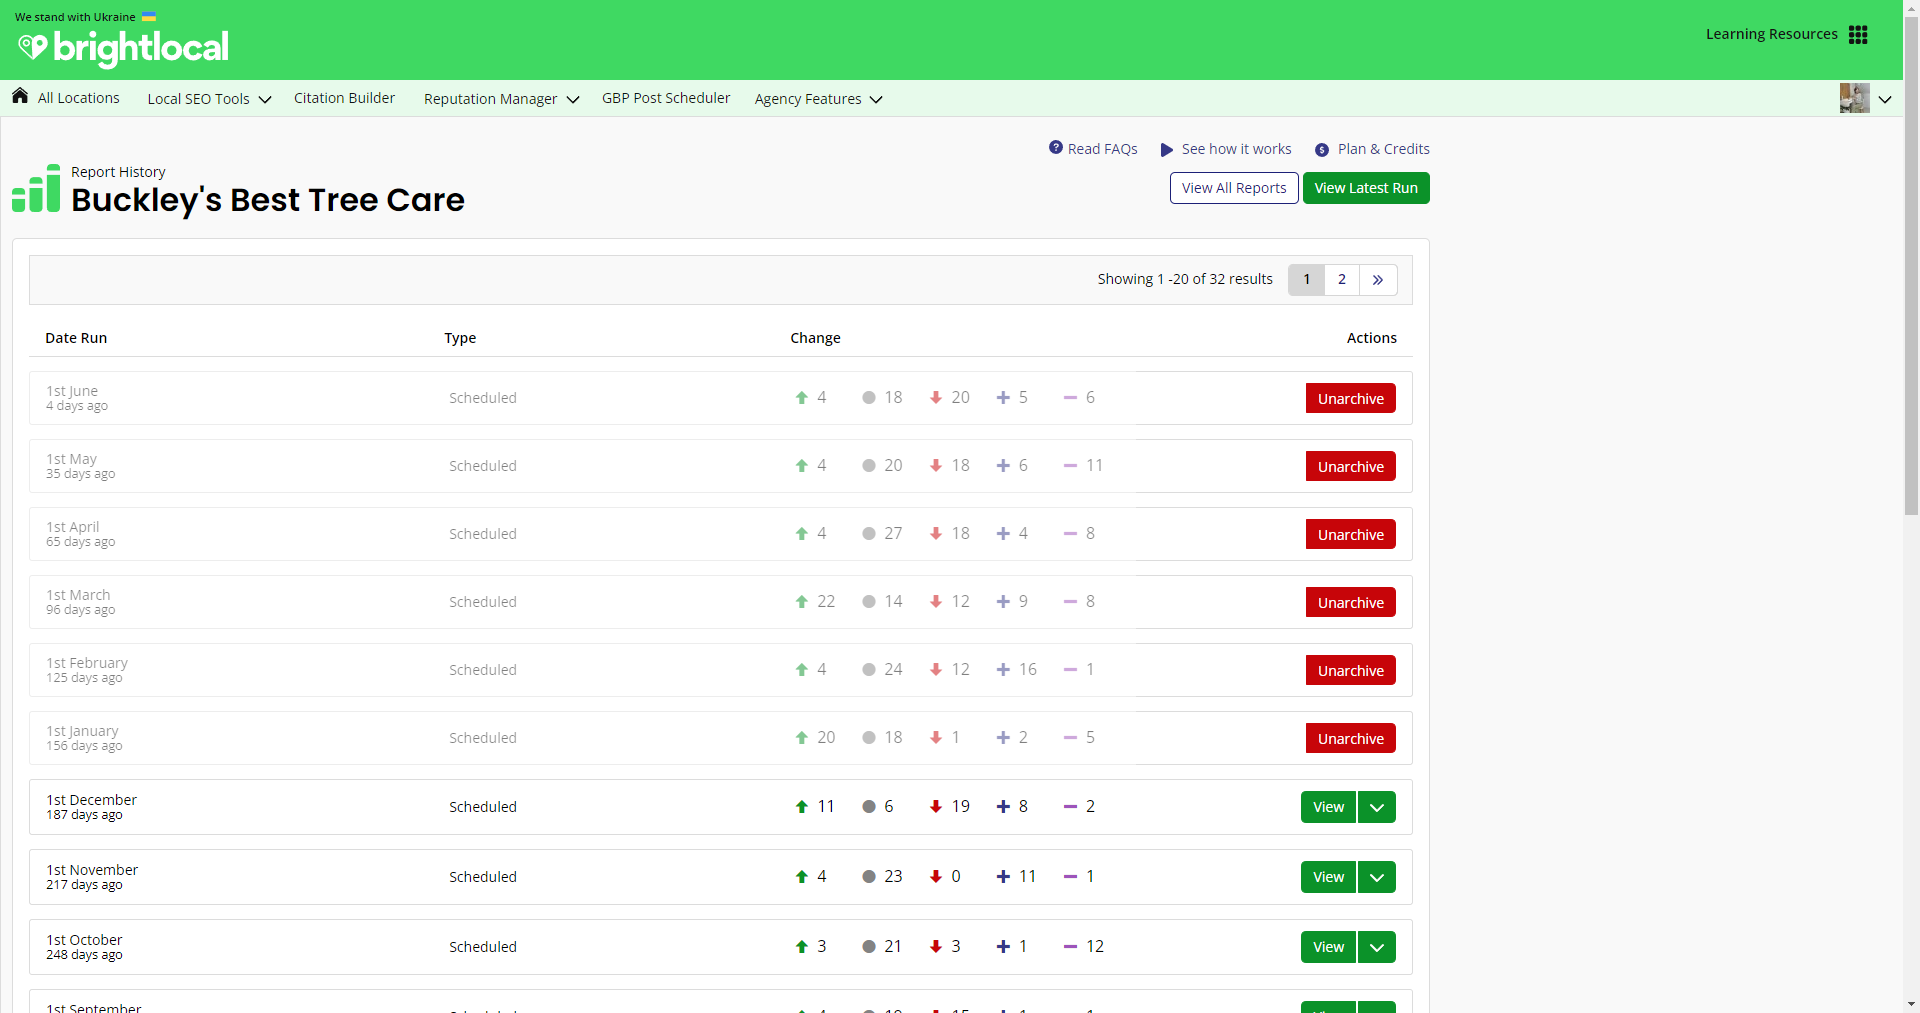 We stand with Ukraine
brightlocal
Learning Resources
All Locations Local SEO Tools Citation Builder Reputation Manager GBP Post Scheduler Agency Features
Read FAQs See how it works Plan & Credits
Report History
Buckley's Best Tree Care
View All Reports View Latest Run
Showing 1 -20 of 32 results 1 2 »
Date Run Type Change Actions
1st June
4 days ago
Scheduled 4 18 20 5 6 Unarchive
1st May
35 days ago
Scheduled 4 20 18 6 11 Unarchive
1st April
65 days ago
Scheduled 4 27 18 4 8 Unarchive
1st March
96 days ago
Scheduled 22 14 12 9 8 Unarchive
1st February
125 days ago
Scheduled 4 24 12 16 1 Unarchive
1st January
156 days ago
Scheduled 20 18 1 2 5 Unarchive
1st December
187 days ago
Scheduled 11 6 19 8 2 View
1st November
217 days ago
Scheduled 4 23 0 11 1 View
1st October
248 days ago
Scheduled 3 21 3 1 12 View
1st September